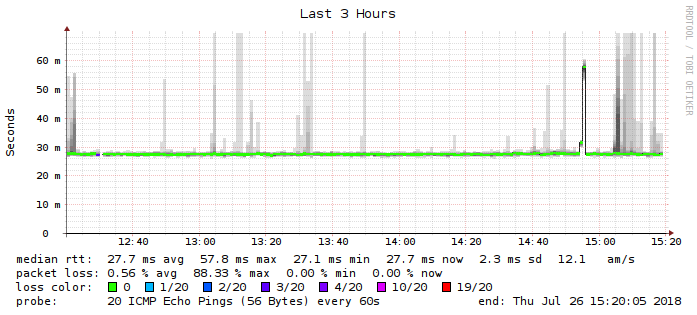 Last 3 Hours
RRDTOOL / TOBI OETIKER
Seconds
60 m
50 m
40 m
30 m
20 m
10 m
0
12:40 13:00 13:20 13:40 14:00 14:20 14:40 15:00 15:20
median rtt: 27.7 ms avg 57.8 ms max 27.1 ms min 27.7 ms now 2.3 ms sd 12.1 am/s
packet loss: 0.56 % avg 88.33 % max 0.00 % min 0.00 % now
loss color: 0 1/20 2/20 3/20 4/20 10/20 19/20
probe: 20 ICMP Echo Pings (56 Bytes) every 60s end: Thu Jul 26 15:20:05 2018